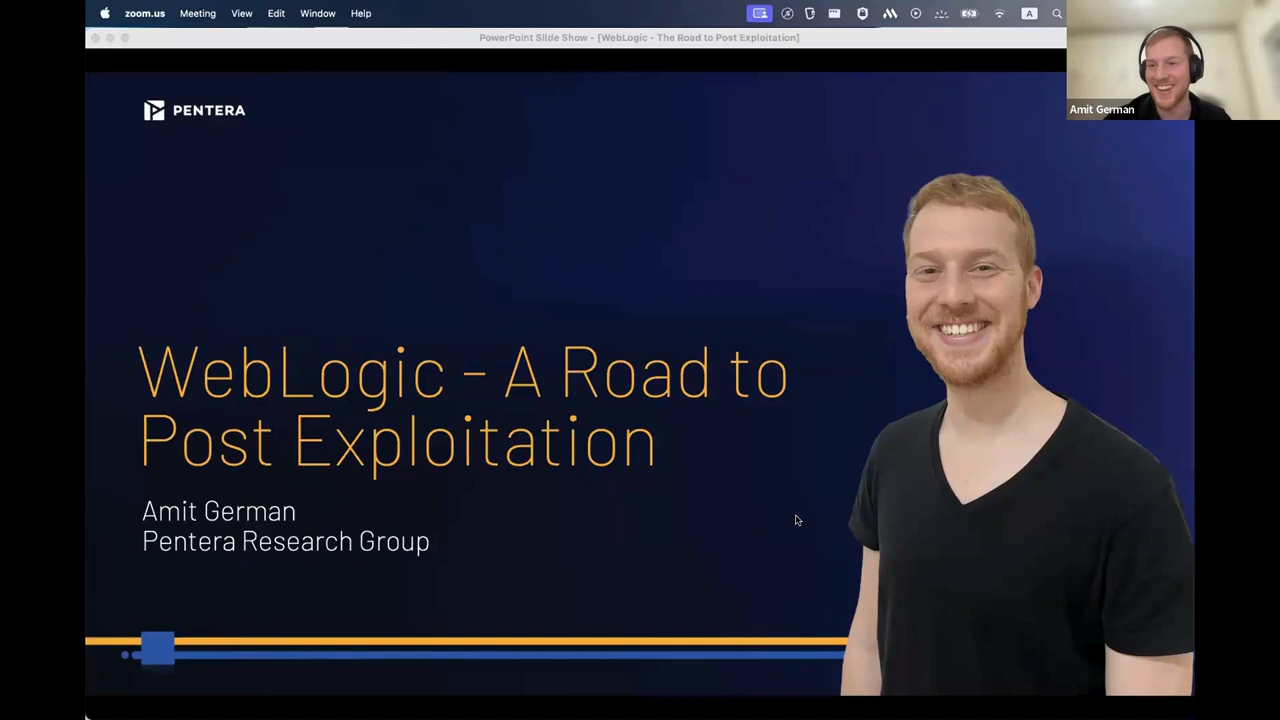 zoom.us Meeting View Edit Window Help
A
PowerPoint Slide Show - [WebLogic - The Road to Post Exploitation]
Amit German
PENTERA
WebLogic - A Road to
Post Exploitation
Amit German
Pentera Research Group